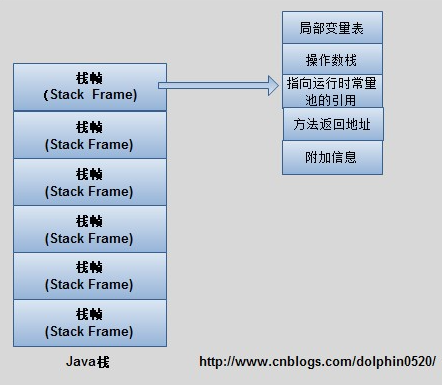 栈帧
(Stack Frame)
栈帧
(Stack Frame)
栈帧
(Stack Frame)
栈帧
(Stack Frame)
栈帧
(Stack Frame)
栈帧
(Stack Frame)
Java栈
局部变量表
操作数栈
指向运行时常量
池的引用
方法返回地址
附加信息
http://www.cnblogs.com/dolphin0520/